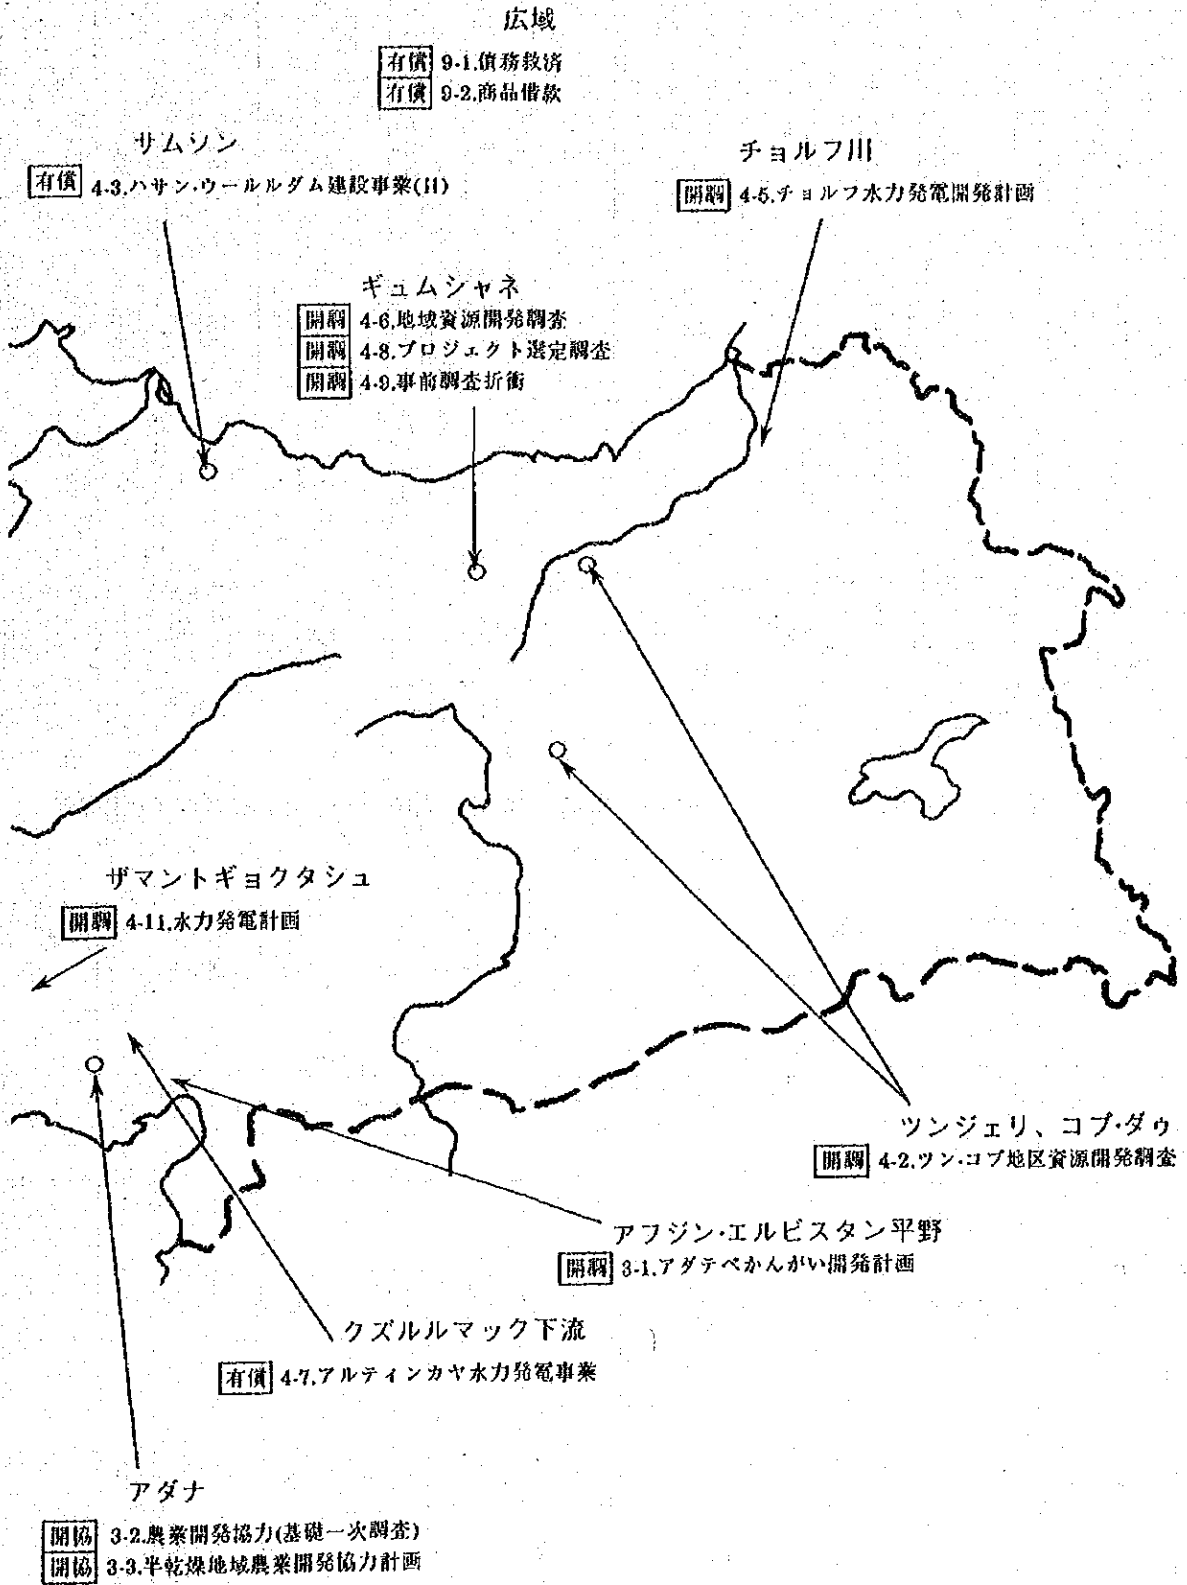 広域
有償 9-1.債務救済
有償 9-2.商品借款
サムソン
有償 4-3.ハサン・ウールルダム建設事業(II)
チョルフ川
開調 4-5.チョルフ水力発電開発計画
ギュムシャネ
開調 4-6.地域資源開発調査
開調 4-8.プロジェクト選定調査
開調 4-9.事前調査折衝
ザマントギョクタシュ
開調 4-11.水力発電計画
ツンジェリ、コプ・ダゥ
開調 4-2.ツン・コプ地区資源開発調査
アフジン・エルビスタン平野
開調 3-1.アダテペかんがい開発計画
クズルルマック下流
有償 4-7.アルティンカヤ水力発電事業
アダナ
開協 3-2.農業開発協力(基礎一次調査)
開協 3-3.半乾燥地域農業開発協力計画